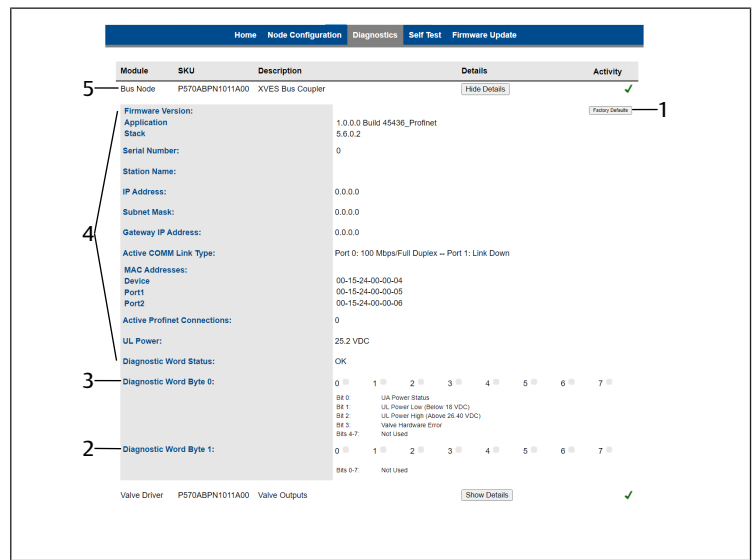 Home Node Configuration Diagnostics Self Test Firmware Update
Module SKU Description Details Activity
5 Bus Node P570ABPN1011A00 XVES Bus Coupler Hide Details ✓
Firmware Version: Factory Defaults 1
Application 1.0.0.0 Build 45436_Profinet
Stack 5.6.0.2
Serial Number: 0
Station Name:
IP Address: 0.0.0.0
Subnet Mask: 0.0.0.0
4 Gateway IP Address: 0.0.0.0
Active COMM Link Type: Port 0: 100 Mbps/Full Duplex -- Port 1: Link Down
MAC Addresses:
Device 00-15-24-00-00-04
Port1 00-15-24-00-00-05
Port2 00-15-24-00-00-06
Active Profinet Connections: 0
UL Power: 25.2 VDC
Diagnostic Word Status: OK
3 Diagnostic Word Byte 0: 0 1 2 3 4 5 6 7
Bit 0: UA Power Status
Bit 1: UL Power Low (Below 18 VDC)
Bit 2: UL Power High (Above 26.40 VDC)
Bit 3 Valve Hardware Error
Bits 4-7: Not Used
2 Diagnostic Word Byte 1: 0 1 2 3 4 5 6 7
Bits 0-7: Not Used
Valve Driver P570ABPN1011A00 Valve Outputs Show Details ✓